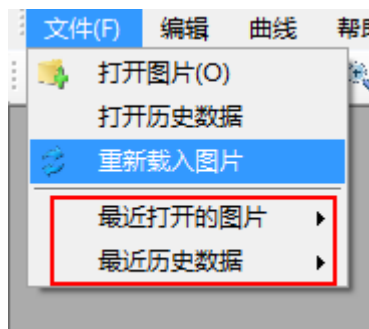 文件(F) 编辑 曲线
打开图片(O)
打开历史数据
重新载入图片
最近打开的图片
最近历史数据